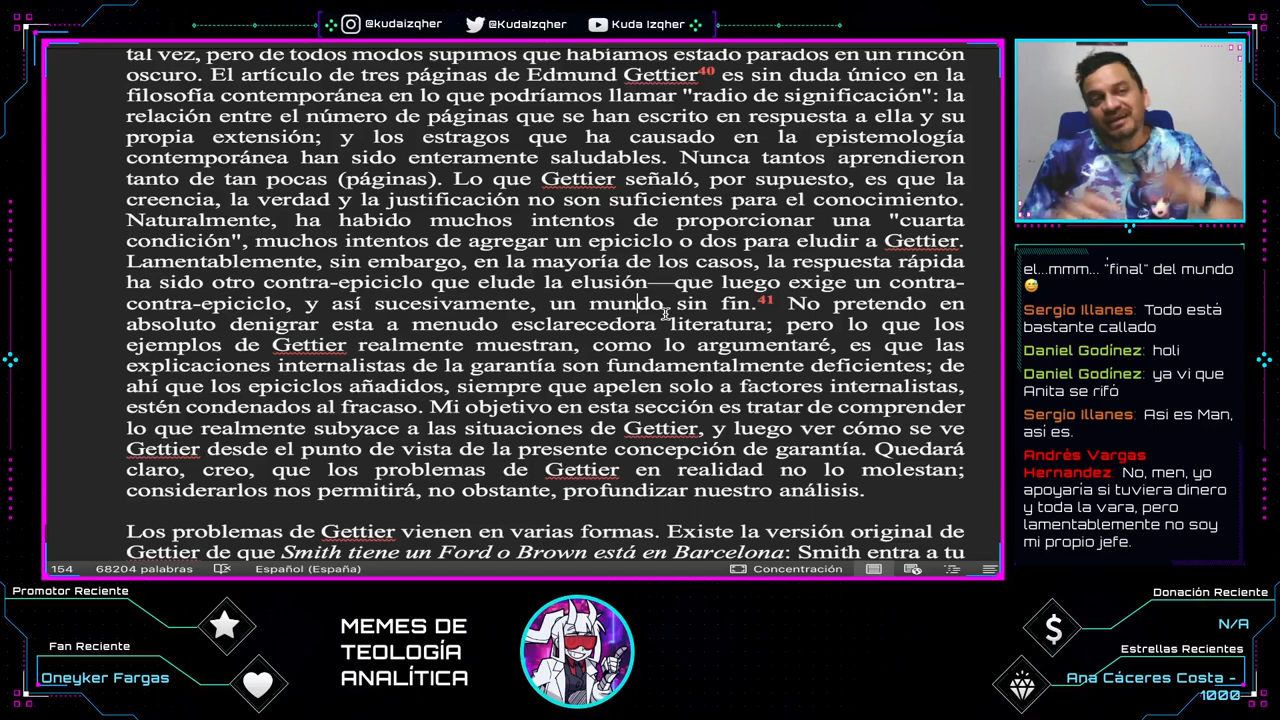 @kudaizqher
@KudaIzqher
Kuda Izqher
tal vez, pero de todos modos supimos que habíamos estado parados en un rincón
oscuro. El artículo de tres páginas de Edmund Gettier40 es sin duda único en la
filosofía contemporánea en lo que podríamos llamar "radio de significación": la
relación entre el número de páginas que se han escrito en respuesta a ella y su
propia extensión; y los estragos que ha causado en la epistemología
contemporánea han sido enteramente saludables. Nunca tantos aprendieron
tanto de tan pocas (páginas). Lo que Gettier señaló, por supuesto, es que la
creencia, la verdad y la justificación no son suficientes para el conocimiento.
Naturalmente, ha habido muchos intentos de proporcionar una "cuarta
condición", muchos intentos de agregar un epiciclo o dos para eludir a Gettier.
Lamentablemente, sin embargo, en la mayoría de los casos, la respuesta rápida
ha sido otro contra-epiciclo que elude la elusión—que luego exige un contra-
contra-epiciclo, y así sucesivamente, un mundo sin fin.41 No pretendo en
absoluto denigrar esta a menudo esclarecedora literatura; pero lo que los
ejemplos de Gettier realmente muestran, como lo argumentaré, es que las
explicaciones internalistas de la garantía son fundamentalmente deficientes; de
ahí que los epiciclos añadidos, siempre que apelen solo a factores internalistas,
estén condenados al fracaso. Mi objetivo en esta sección es tratar de comprender
lo que realmente subyace a las situaciones de Gettier, y luego ver cómo se ve
Gettier desde el punto de vista de la presente concepción de garantía. Quedará
claro, creo, que los problemas de Gettier en realidad no lo molestan;
considerarlos nos permitirá, no obstante, profundizar nuestro análisis.
Los problemas de Gettier vienen en varias formas. Existe la versión original de
Gettier de que Smith tiene un Ford o Brown está en Barcelona: Smith entra a tu
154 68204 palabras Español (España) Concentración
el...mmm... "final" del mundo
😅
Sergio Illanes: Todo está
bastante callado
Daniel Godínez: holi
Daniel Godínez: ya vi que
Anita se rifó
Sergio Illanes: Asi es Man,
así es.
Andrés Vargas
Hernandez: No, men, yo
apoyaria si tuviera dinero
y toda la vara, pero
lamentablemente no soy
mi propio jefe.
Promotor Reciente
Fan Reciente
Oneyker Fargas
MEMES DE
TEOLOGÍA
ANALÍTICA
Donación Reciente
$
N/A
Estrellas Recientes
Ana Cáceres Costa -
1000